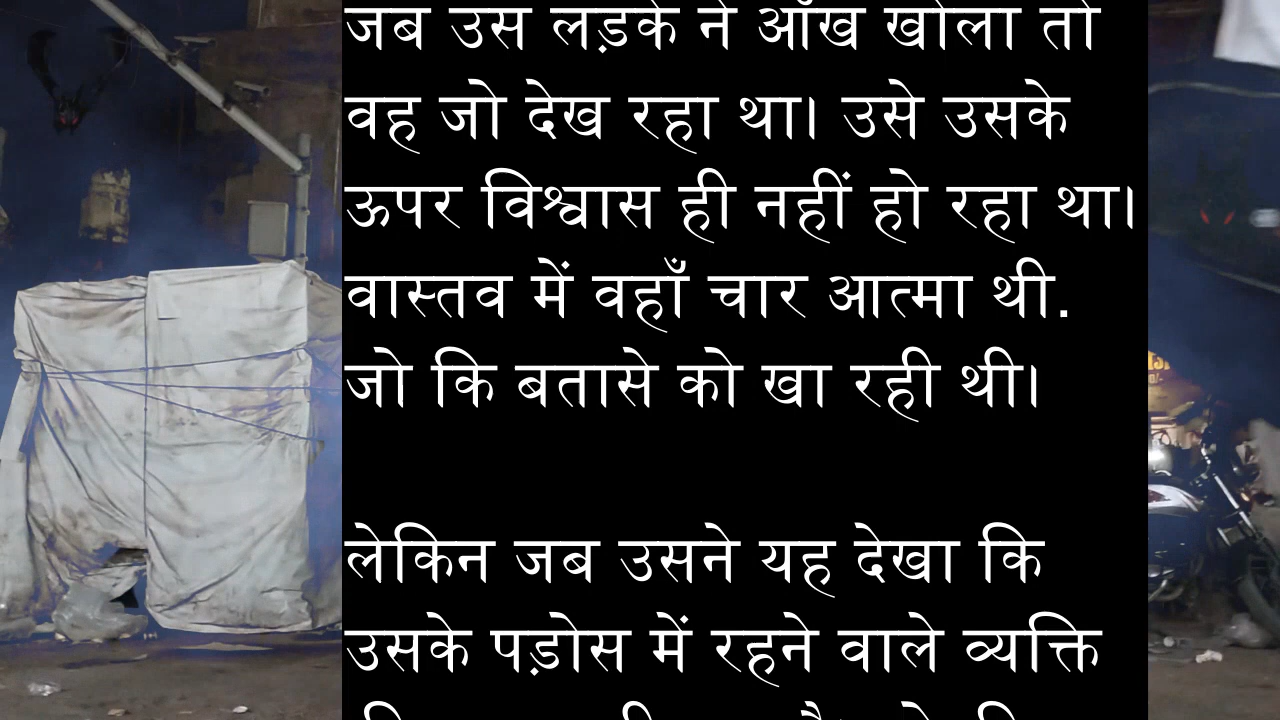 जब उस लड़के ने आँख खोला तो
वह जो देख रहा था। उसे उसके
ऊपर विश्वास ही नहीं हो रहा था।
वास्तव में वहाँ चार आत्मा थी.
जो कि बतासे को खा रही थी।
लेकिन जब उसने यह देखा कि
उसके पड़ोस में रहने वाले व्यक्ति